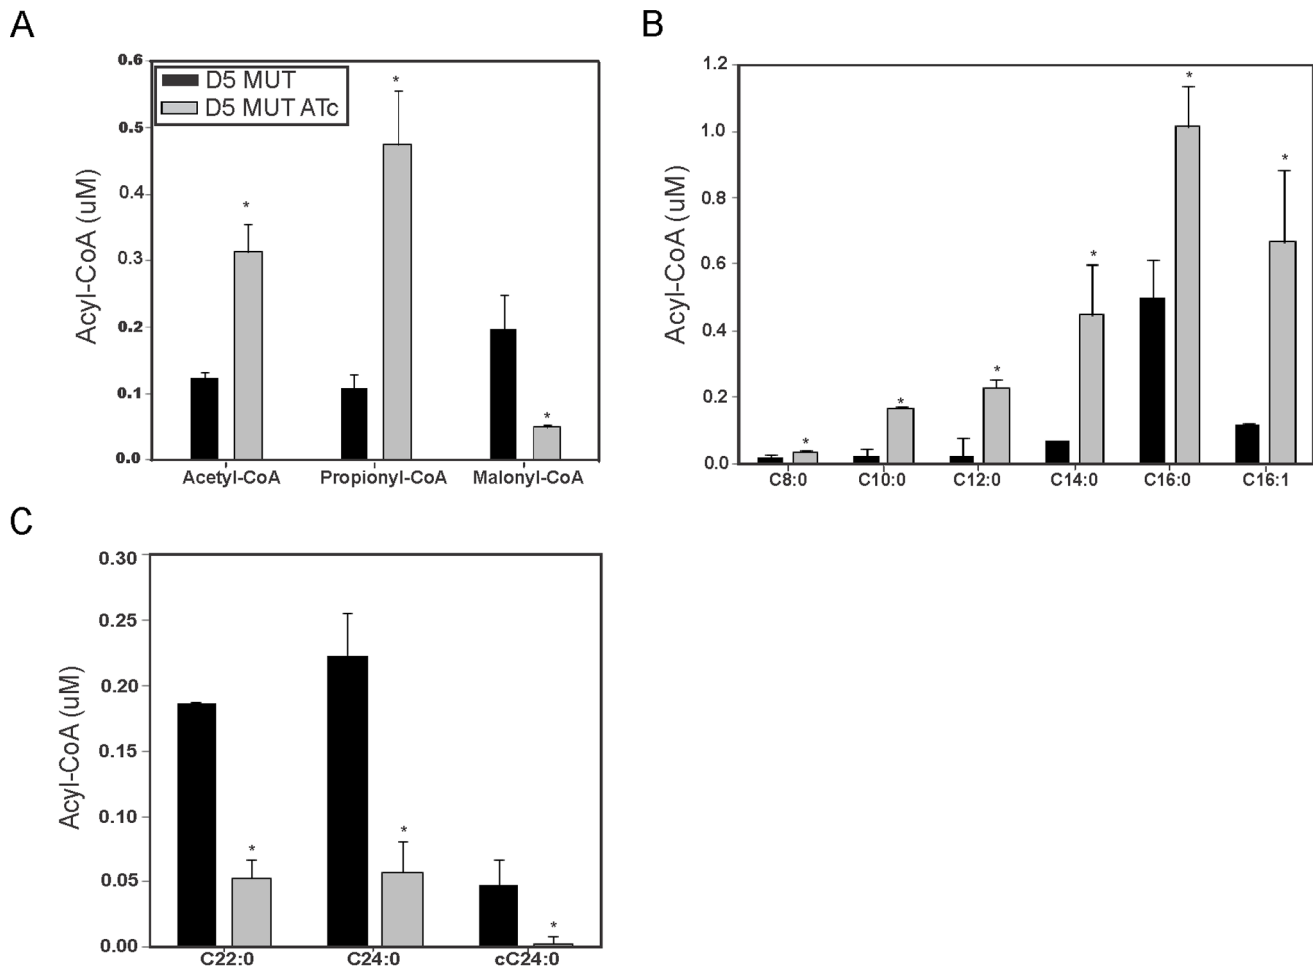 A
0.6
0.5
0.4
0.3
0.2
0.1
0.0
Acyl-CoA (uM)
D5 MUT
D5 MUT ATc
*
*
*
Acetyl-CoA
Propionyl-CoA
Malonyl-CoA
B
1.2
1.0
0.8
0.6
0.4
0.2
0.0
Acyl-CoA (uM)
*
*
*
*
*
*
C8:0
C10:0
C12:0
C14:0
C16:0
C16:1
C
0.30
0.25
0.20
0.15
0.10
0.05
0.00
Acyl-CoA (uM)
*
*
*
C22:0
C24:0
cC24:0